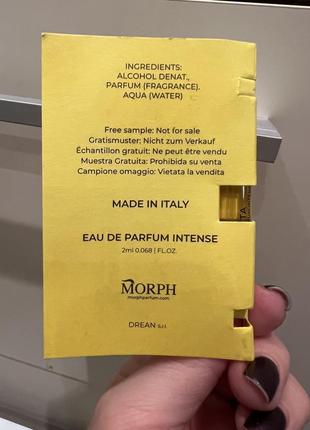 INGREDIENTS:
ALCOHOL DENAT.,
PARFUM (FRAGRANCE).
AQUA (WATER)
Free sample: Not for sale
Gratismuster: Nicht zum Verkauf
Échantillon gratuit: Ne peut être vendu
Muestra Gratuita: Prohibida su venta
Campione omaggio: Vietata la vendita
MADE IN ITALY
EAU DE PARFUM INTENSE
2ml 0.068 | FL.OZ.
MORPH
morphparfum.com
DREAN s.r.l.
TA